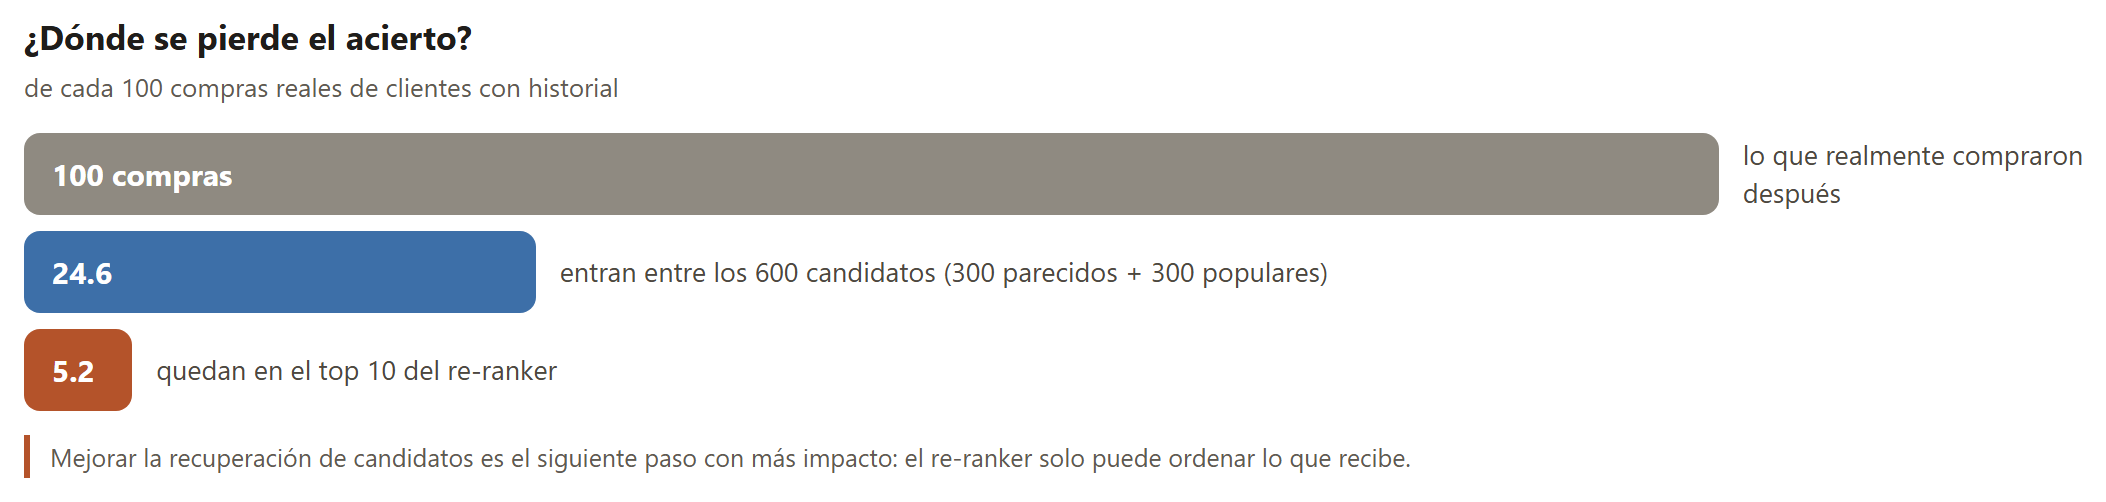 ¿Dónde se pierde el acierto?
de cada 100 compras reales de clientes con historial
100 compras
lo que realmente compraron
después
24.6
entran entre los 600 candidatos (300 parecidos + 300 populares)
5.2
quedan en el top 10 del re-ranker
Mejorar la recuperación de candidatos es el siguiente paso con más impacto: el re-ranker solo puede ordenar lo que recibe.